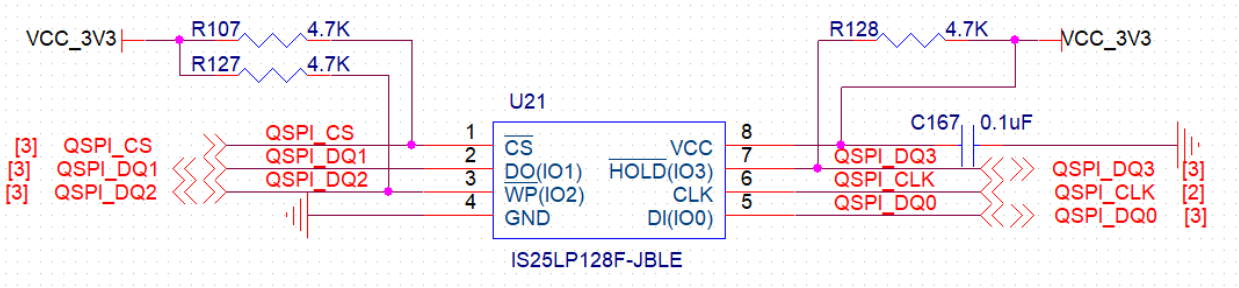 R107 4.7K R128 4.7K
VCC_3V3 VCC_3V3
R127 4.7K
U21
C167 0.1uF
[3] QSPI_CS QSPI_CS 1 CS VCC 8
[3] QSPI_DQ1 QSPI_DQ1 2 DO(IO1) HOLD(IO3) 7 QSPI_DQ3 QSPI_DQ3 [3]
[3] QSPI_DQ2 QSPI_DQ2 3 WP(IO2) CLK 6 QSPI_CLK QSPI_CLK [2]
4 GND DI(IO0) 5 QSPI_DQ0 QSPI_DQ0 [3]
IS25LP128F-JBLE